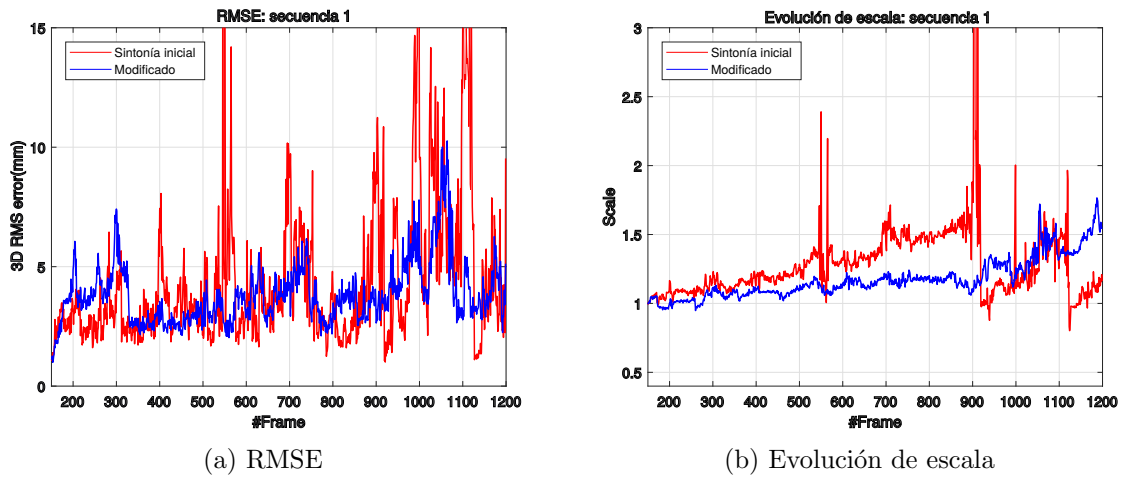 RMSE: secuencia 1
15
10
5
0
3D RMS error(mm)
Sintonía inicial
Modificado
200 300 400 500 600 700 800 900 1000 1100 1200
#Frame
(a) RMSE
Evolución de escala: secuencia 1
3
2.5
2
1.5
1
0.5
Scale
Sintonía inicial
Modificado
200 300 400 500 600 700 800 900 1000 1100 1200
#Frame
(b) Evolución de escala